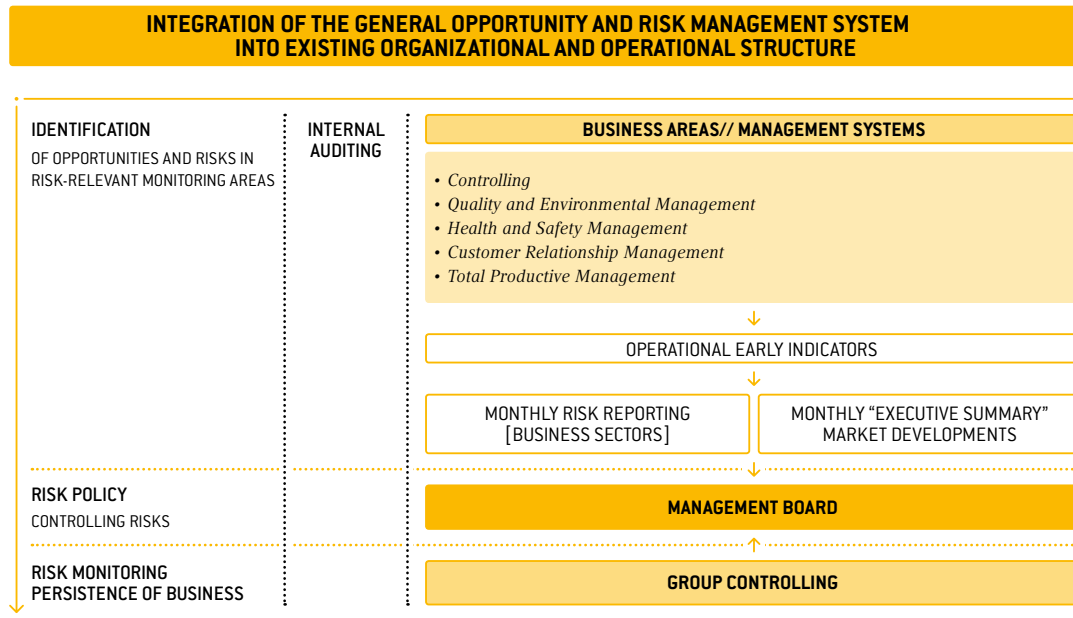 INTEGRATION OF THE GENERAL OPPORTUNITY AND RISK MANAGEMENT SYSTEM
INTO EXISTING ORGANIZATIONAL AND OPERATIONAL STRUCTURE
IDENTIFICATION
OF OPPORTUNITIES AND RISKS IN
RISK-RELEVANT MONITORING AREAS
INTERNAL
AUDITING
BUSINESS AREAS// MANAGEMENT SYSTEMS
• Controlling
• Quality and Environmental Management
• Health and Safety Management
• Customer Relationship Management
• Total Productive Management
OPERATIONAL EARLY INDICATORS
MONTHLY RISK REPORTING
[BUSINESS SECTORS]
MONTHLY “EXECUTIVE SUMMARY”
MARKET DEVELOPMENTS
RISK POLICY
CONTROLLING RISKS
MANAGEMENT BOARD
RISK MONITORING
PERSISTENCE OF BUSINESS
GROUP CONTROLLING